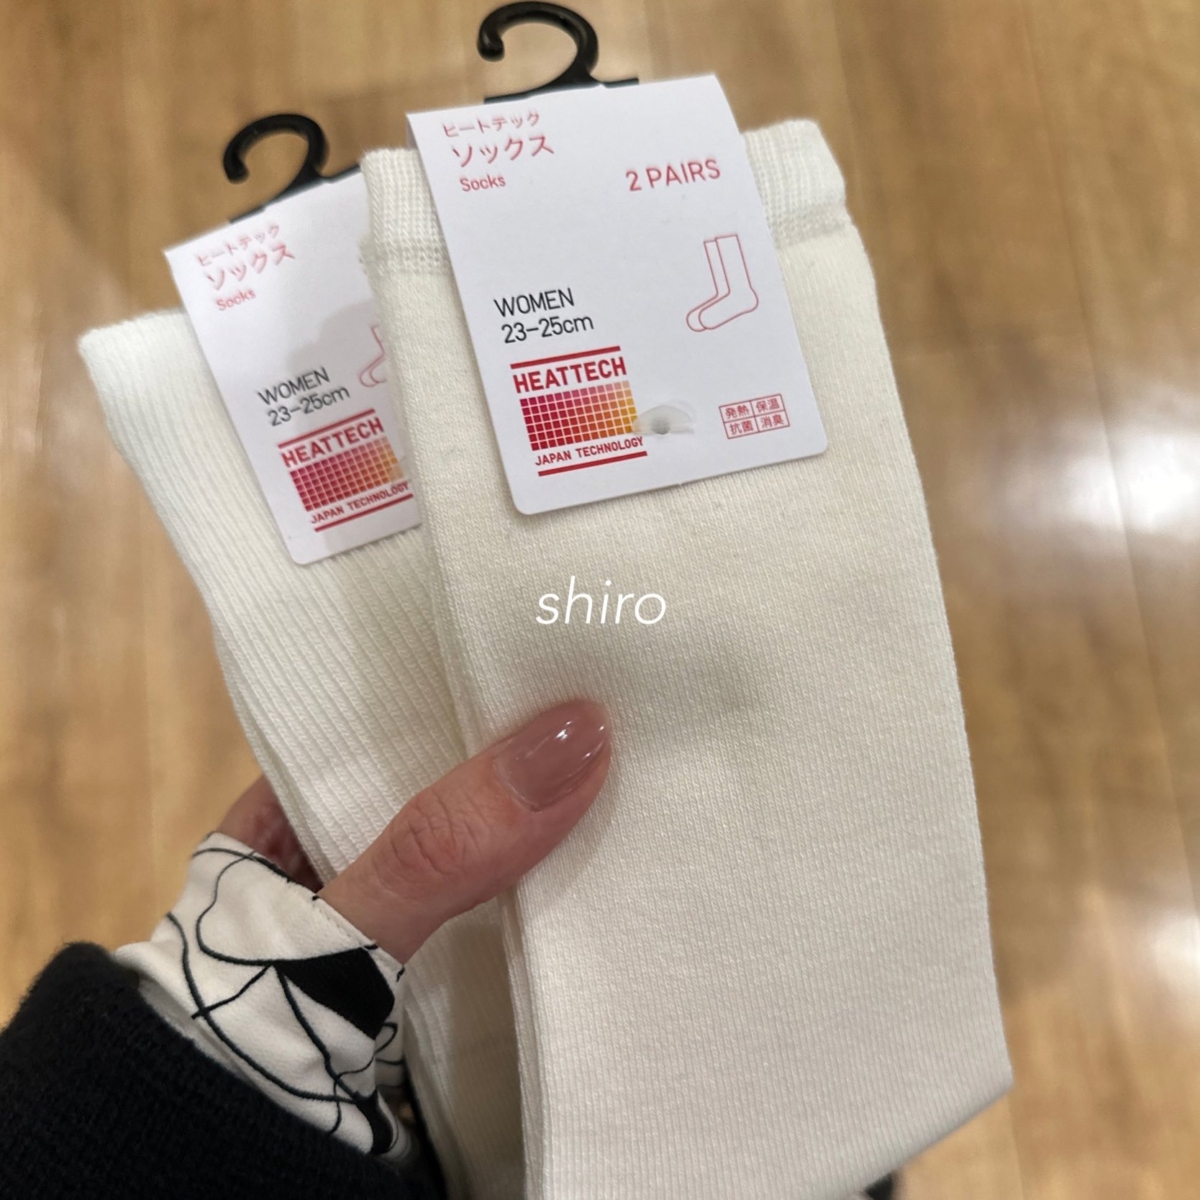 ヒートテック
ソックス
Socks
2 PAIRS
WOMEN
23-25cm
HEATTECH
JAPAN TECHNOLOGY
発熱 保温
抗菌 消臭
ヒートテック
ソックス
Socks
WOMEN
23-25cm
HEATTECH
JAPAN TECHNOLOGY
shiro